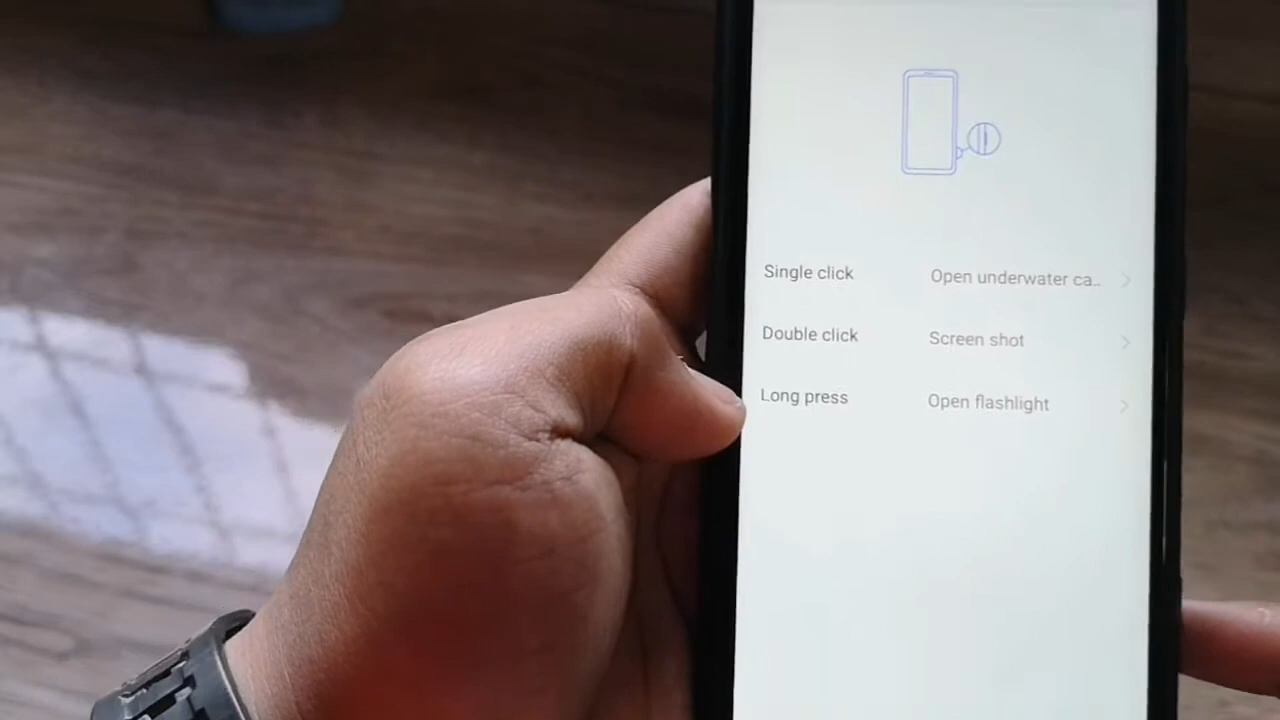 Single click Open underwater ca..
Double click Screen shot
Long press Open flashlight